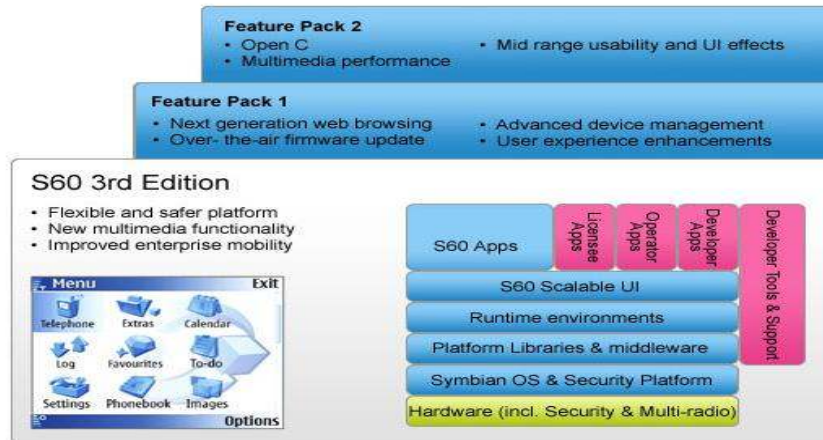 Feature Pack 2
• Open C
• Multimedia performance
• Mid range usability and UI effects
Feature Pack 1
• Next generation web browsing
• Over- the-air firmware update
• Advanced device management
• User experience enhancements
S60 3rd Edition
• Flexible and safer platform
• New multimedia functionality
• Improved enterprise mobility
Menu Exit
Telephone Extras Calendar
Log Favourites To-do
Settings Phonebook Images
Options
S60 Apps
Licensee Apps
Operator Apps
Developer Apps
Developer Tools & Support
S60 Scalable UI
Runtime environments
Platform Libraries & middleware
Symbian OS & Security Platform
Hardware (incl. Security & Multi-radio)